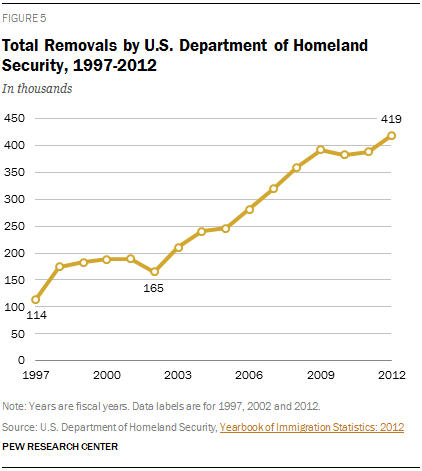 FIGURE 5
Total Removals by U.S. Department of Homeland
Security, 1997-2012
In thousands
450
400
350
300
250
200
150
100
50
0
419
165
114
1997
2000
2003
2006
2009
2012
Note: Years are fiscal years. Data labels are for 1997, 2002 and 2012.
Source: U.S. Department of Homeland Security, Yearbook of Immigration Statistics: 2012
PEW RESEARCH CENTER